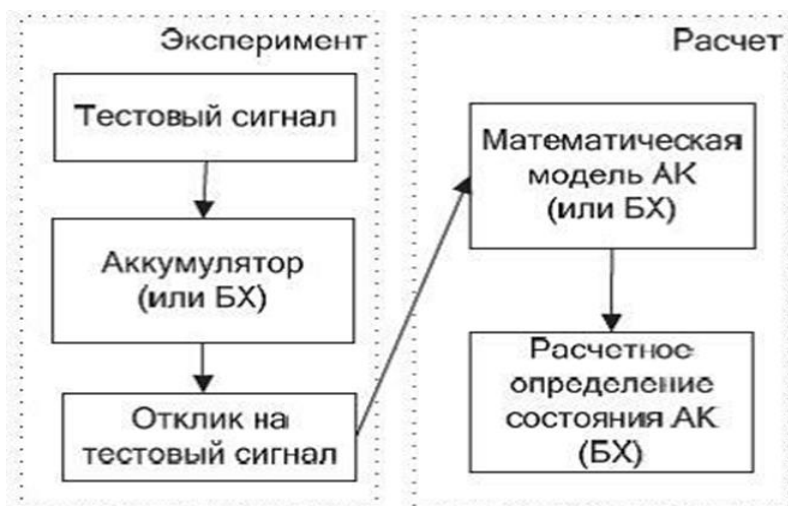 Эксперимент
Тестовый сигнал
Аккумулятор
(или БХ)
Отклик на
тестовый сигнал
Расчет
Математическая
модель АК
(или БХ)
Расчетное
определение
состояния АК
(БХ)